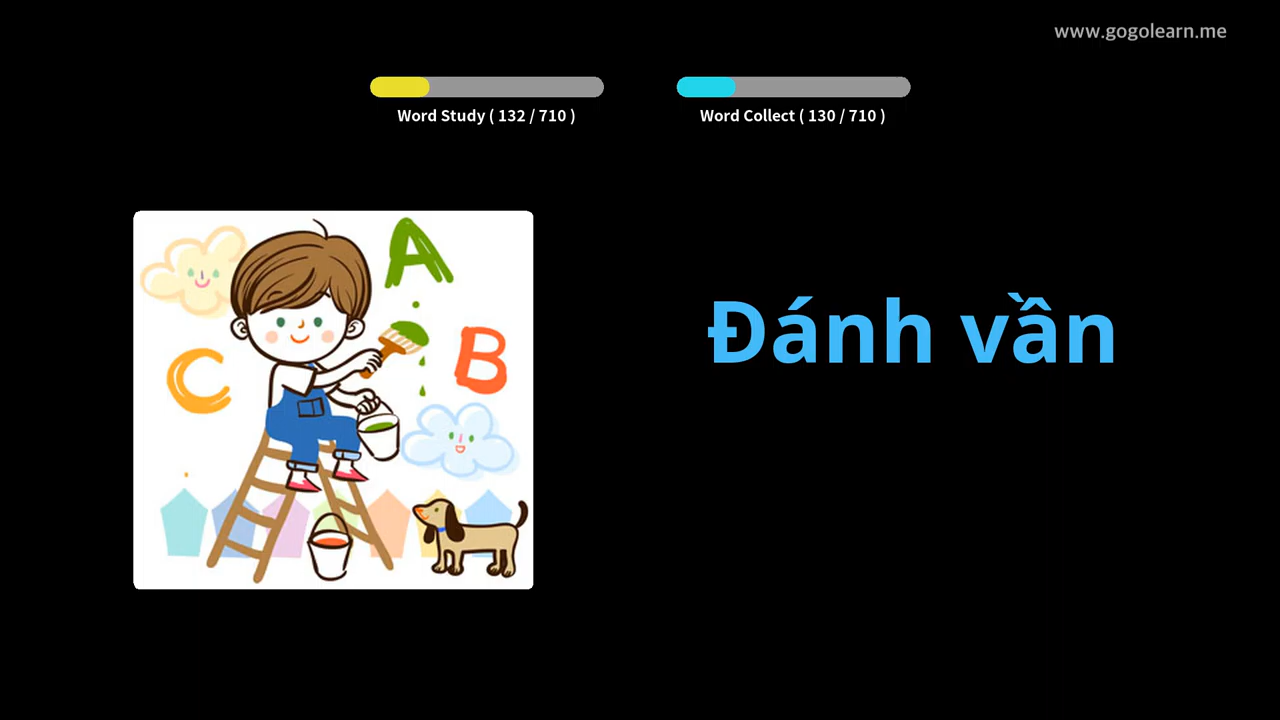 www.gogolearn.me
Word Study ( 132 / 710 )
Word Collect ( 130 / 710 )
A
B
C
Đánh vần